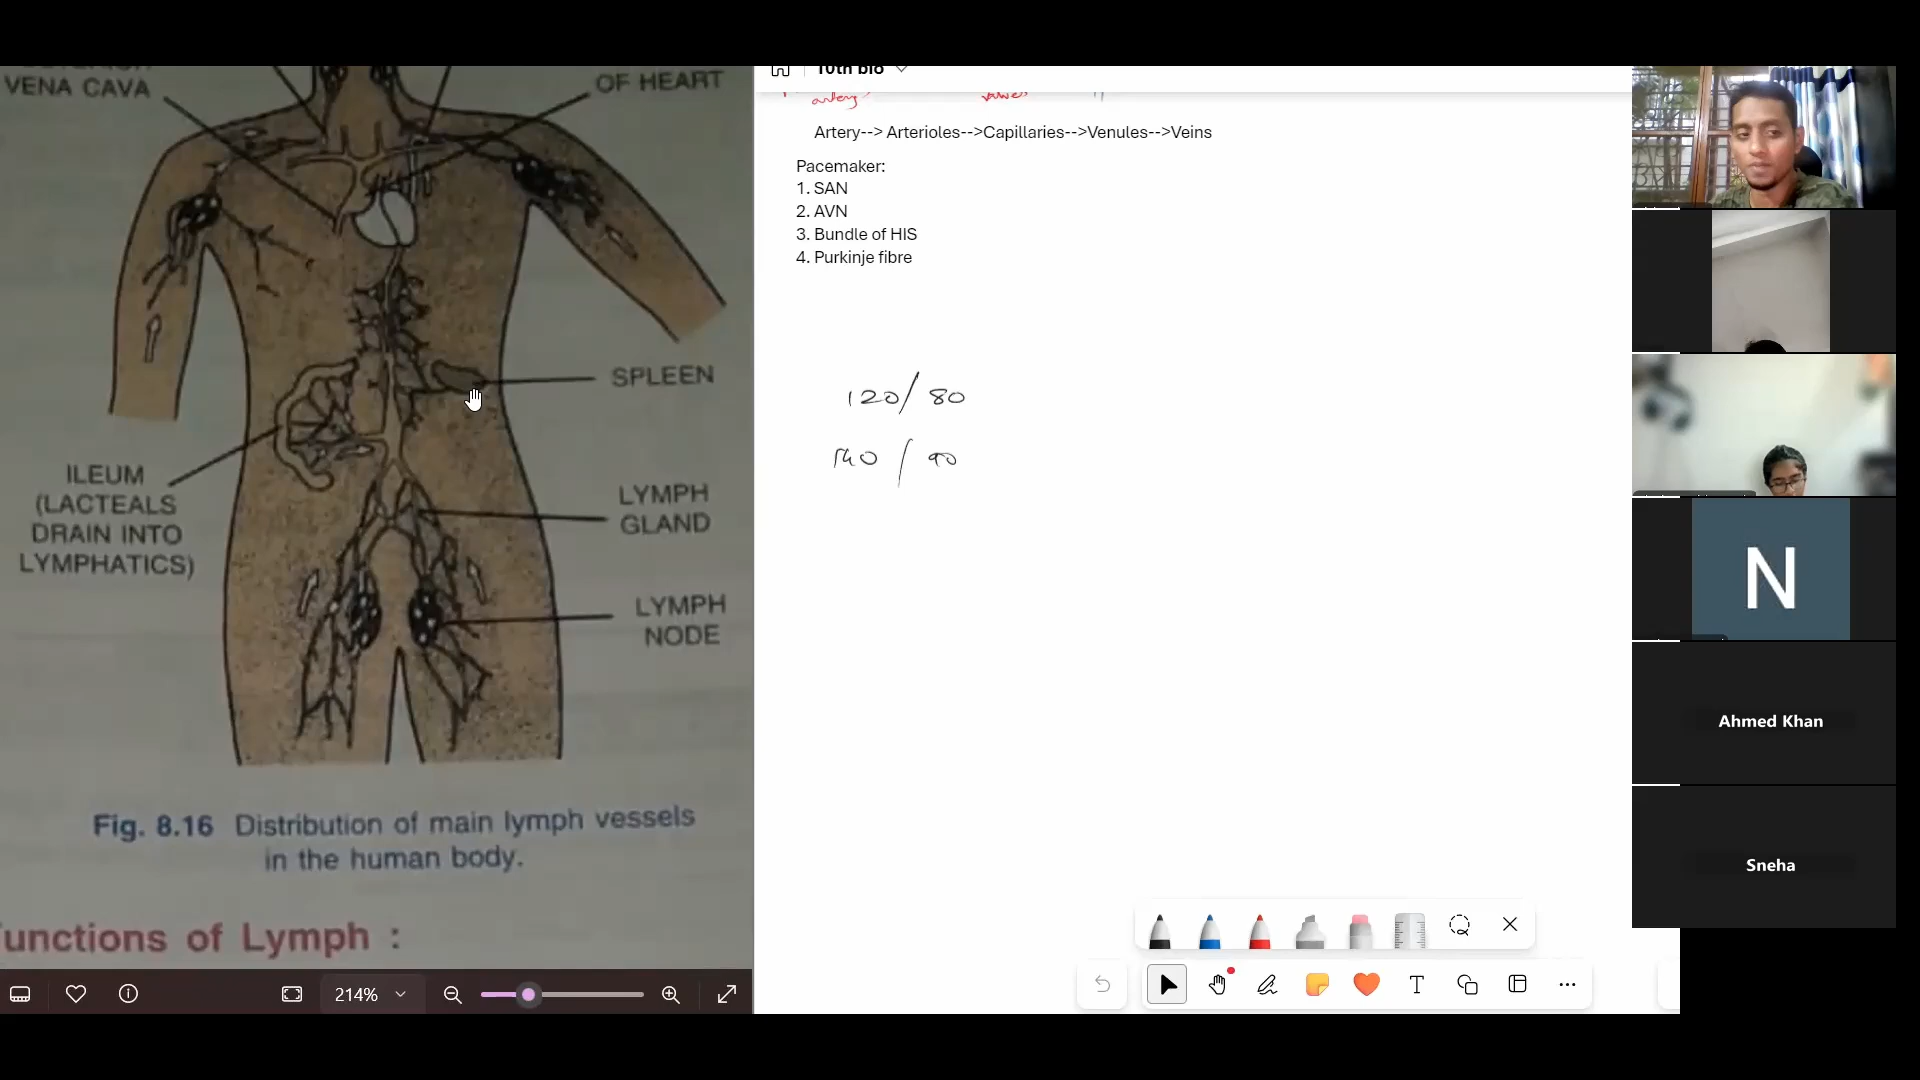 VENA CAVA
OF HEART
SPLEEN
ILEUM
(LACTEALS
DRAIN INTO
LYMPHATICS)
LYMPH
GLAND
LYMPH
NODE
Fig. 8.16 Distribution of main lymph vessels
in the human body.
unctions of Lymph :
214%
10th bio
artery
Artery--> Arterioles-->Capillaries-->Venules-->Veins
Pacemaker:
1. SAN
2. AVN
3. Bundle of HIS
4. Purkinje fibre
120/80
140/90
N
Ahmed Khan
Sneha